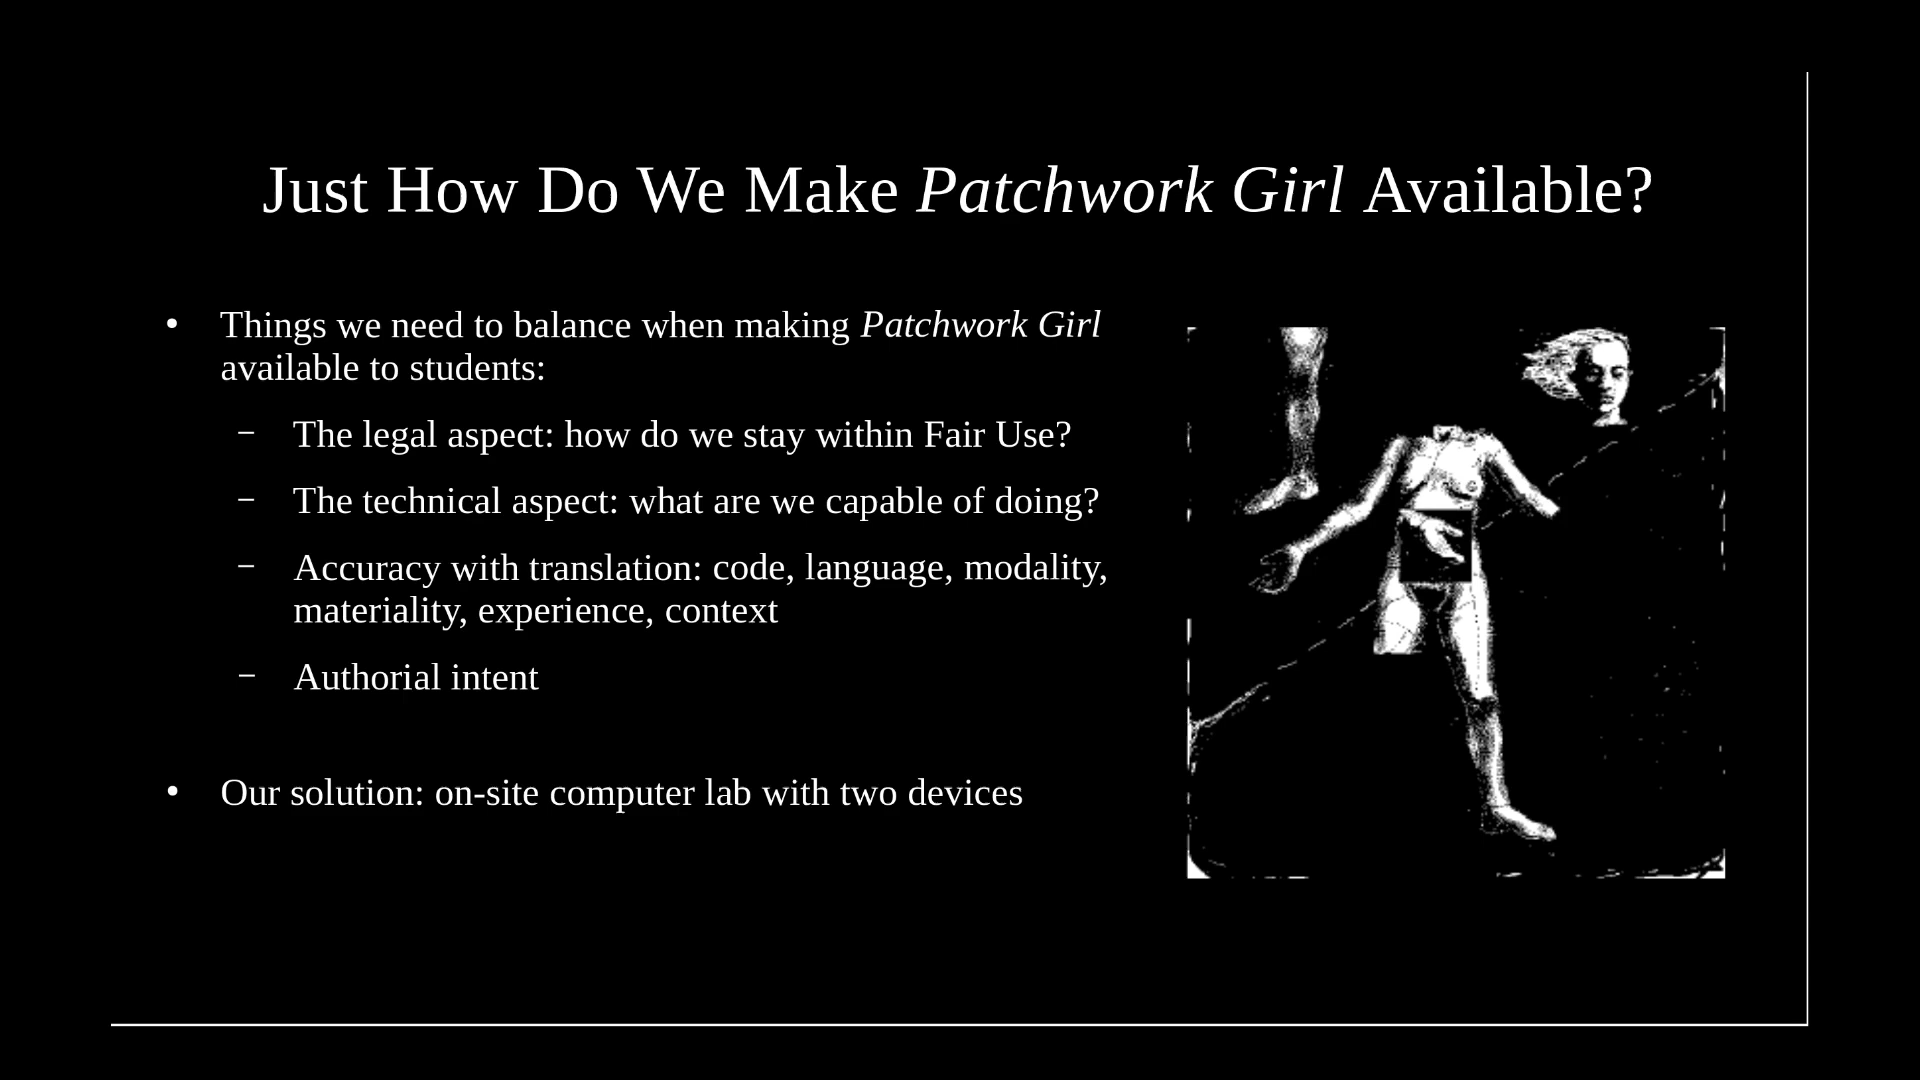 Just How Do We Make Patchwork Girl Available?
• Things we need to balance when making Patchwork Girl
available to students:
– The legal aspect: how do we stay within Fair Use?
– The technical aspect: what are we capable of doing?
– Accuracy with translation: code, language, modality,
materiality, experience, context
– Authorial intent
• Our solution: on-site computer lab with two devices